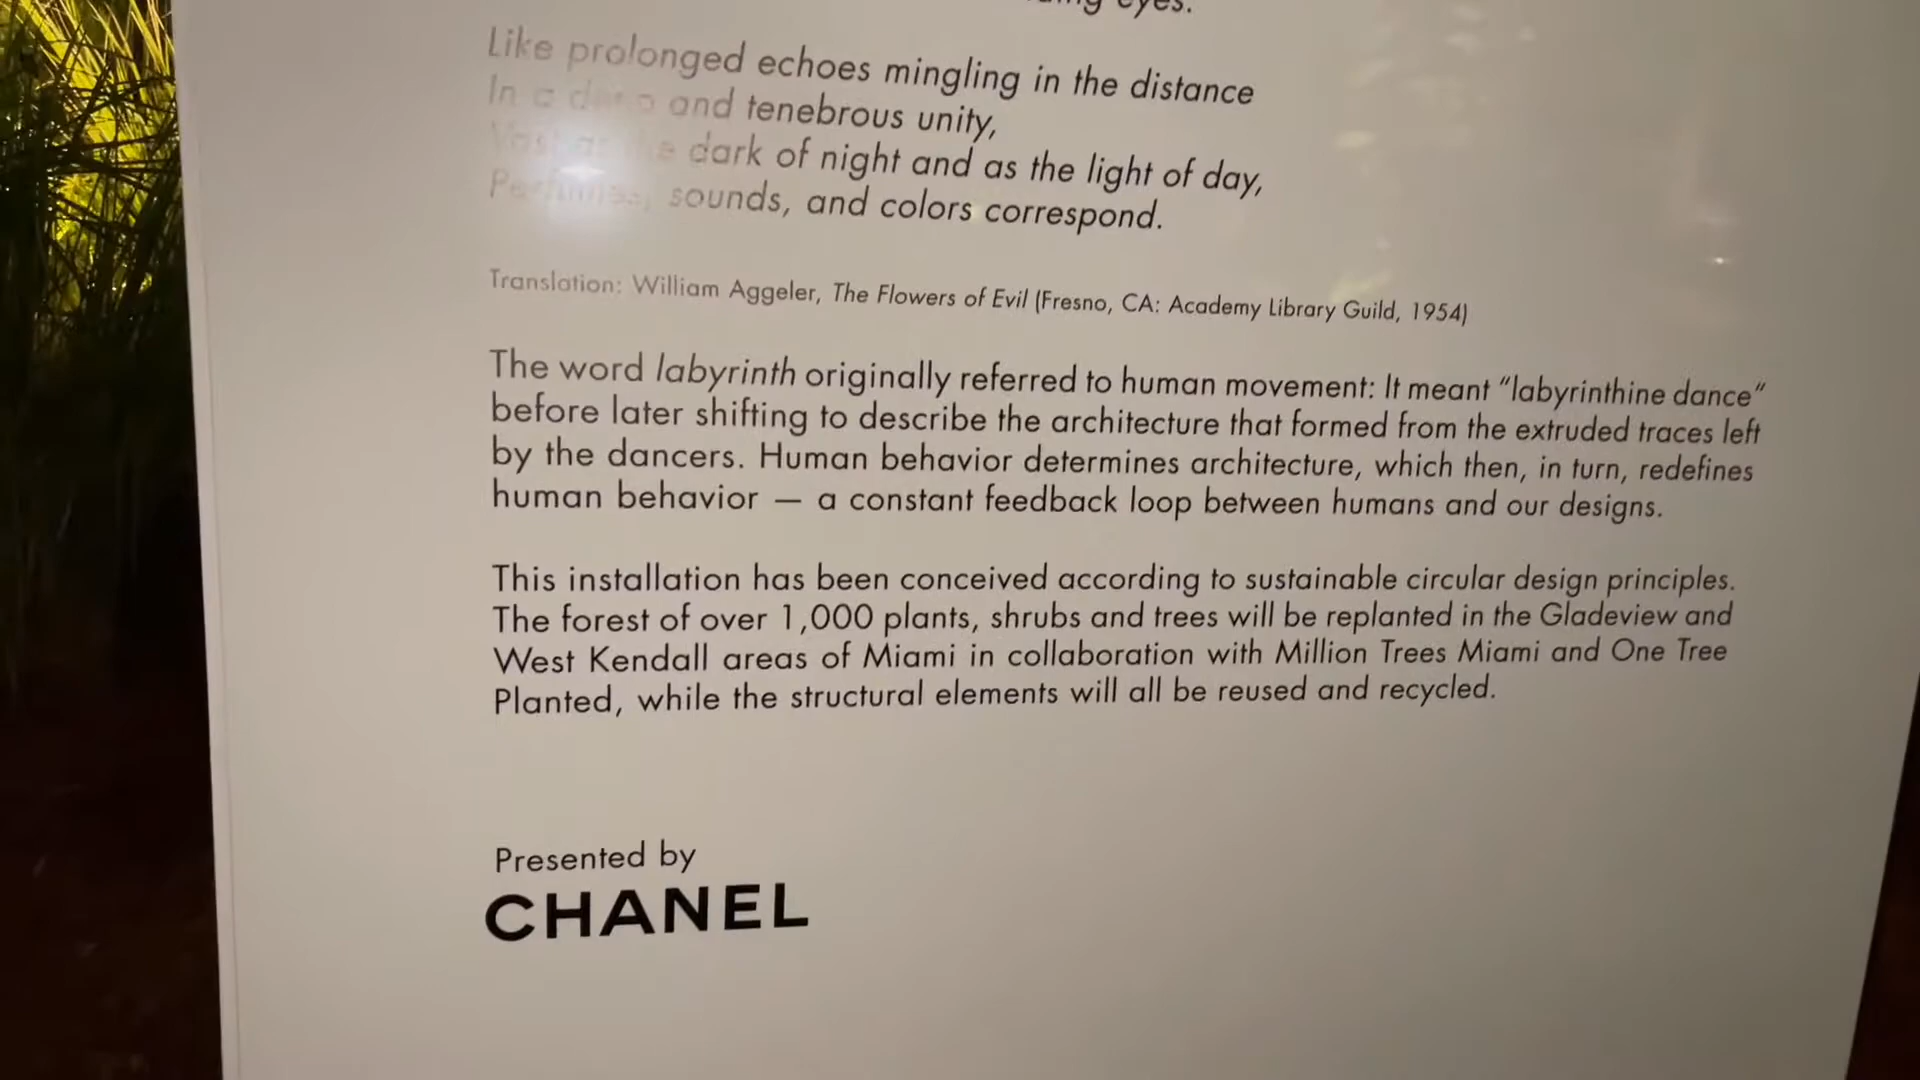 eyes.
Like prolonged echoes mingling in the distance
In a deep and tenebrous unity,
Vast as the dark of night and as the light of day,
Perfumes, sounds, and colors correspond.
Translation: William Aggeler, The Flowers of Evil (Fresno, CA: Academy Library Guild, 1954)
The word labyrinth originally referred to human movement: It meant “labyrinthine dance”
before later shifting to describe the architecture that formed from the extruded traces left
by the dancers. Human behavior determines architecture, which then, in turn, redefines
human behavior — a constant feedback loop between humans and our designs.
This installation has been conceived according to sustainable circular design principles.
The forest of over 1,000 plants, shrubs and trees will be replanted in the Gladeview and
West Kendall areas of Miami in collaboration with Million Trees Miami and One Tree
Planted, while the structural elements will all be reused and recycled.
Presented by
CHANEL